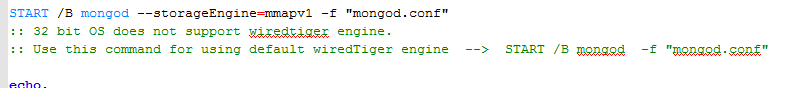 START /B mongod --storageEngine=mmapv1 -f "mongod.conf"
:: 32 bit OS does not support wiredtiger engine.
:: Use this command for using default wiredTiger engine  -->  START /B mongod  -f "mongod.conf"
echo.